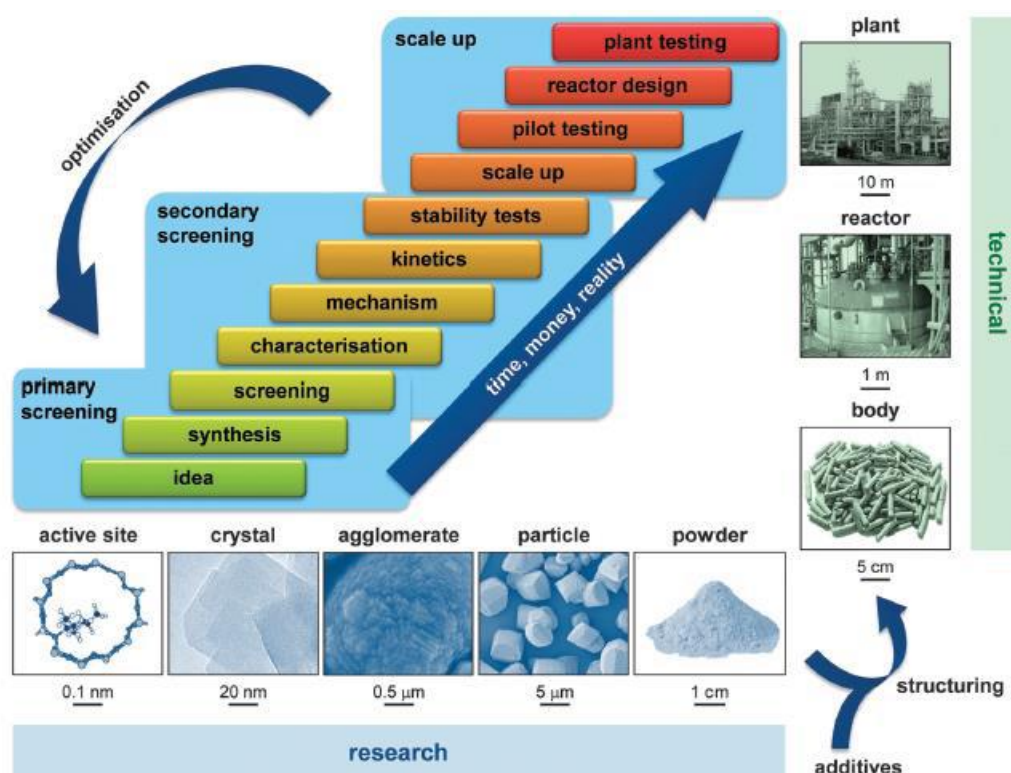 scale up
plant testing
reactor design
pilot testing
scale up
optimisation
secondary
screening
stability tests
kinetics
mechanism
characterisation
primary
screening
screening
synthesis
idea
time, money, reality
plant
10 m
reactor
1 m
body
5 cm
technical
active site
crystal
agglomerate
particle
powder
0.1 nm
20 nm
0.5 μm
5 μm
1 cm
research
structuring
additives